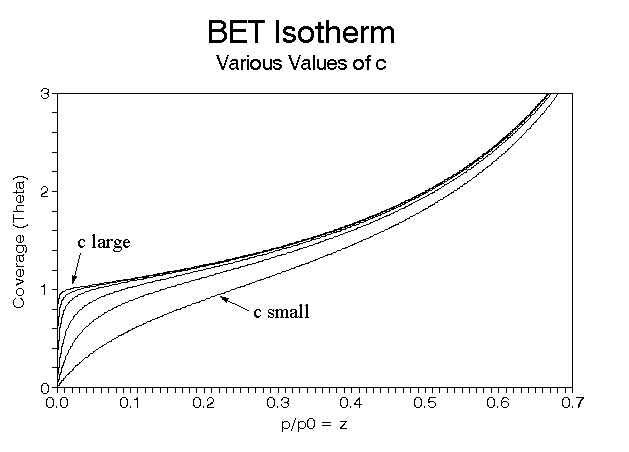 BET Isotherm
Various Values of c
3
2
1
0
Coverage (Theta)
c large
c small
0.0 0.1 0.2 0.3 0.4 0.5 0.6 0.7
p/p0 = z